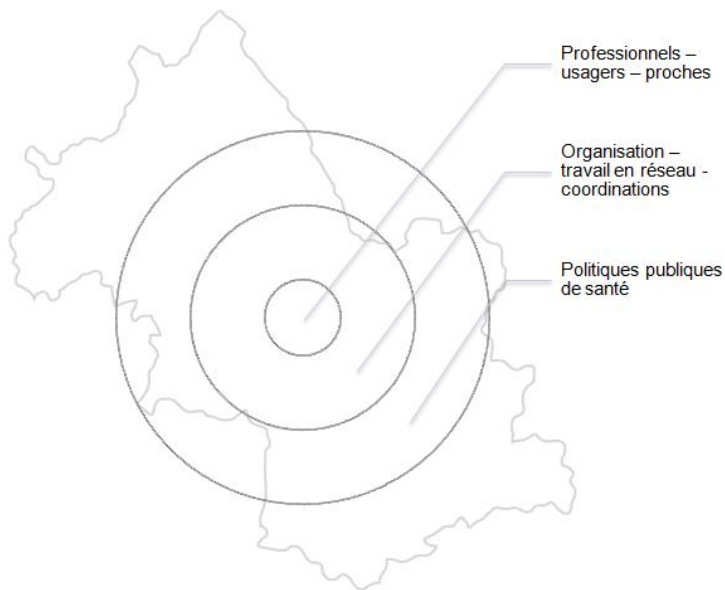 Professionnels –
usagers – proches
Organisation –
travail en réseau -
coordinations
Politiques publiques
de santé